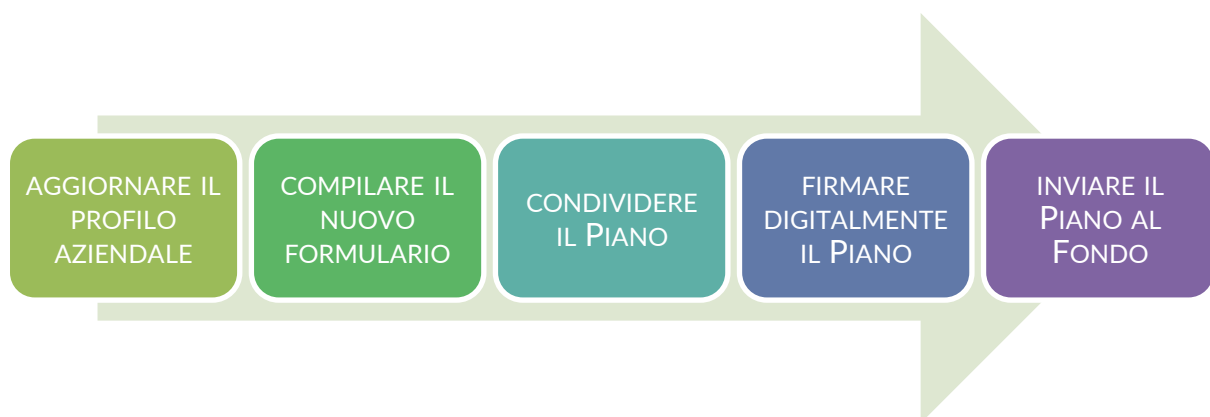 AGGIORNARE IL
PROFILO
AZIENDALE
COMPILARE IL
NUOVO
FORMULARIO
CONDIVIDERE
IL PIANO
FIRMARE
DIGITALMENTE
IL PIANO
INVIARE IL
PIANO AL
FONDO